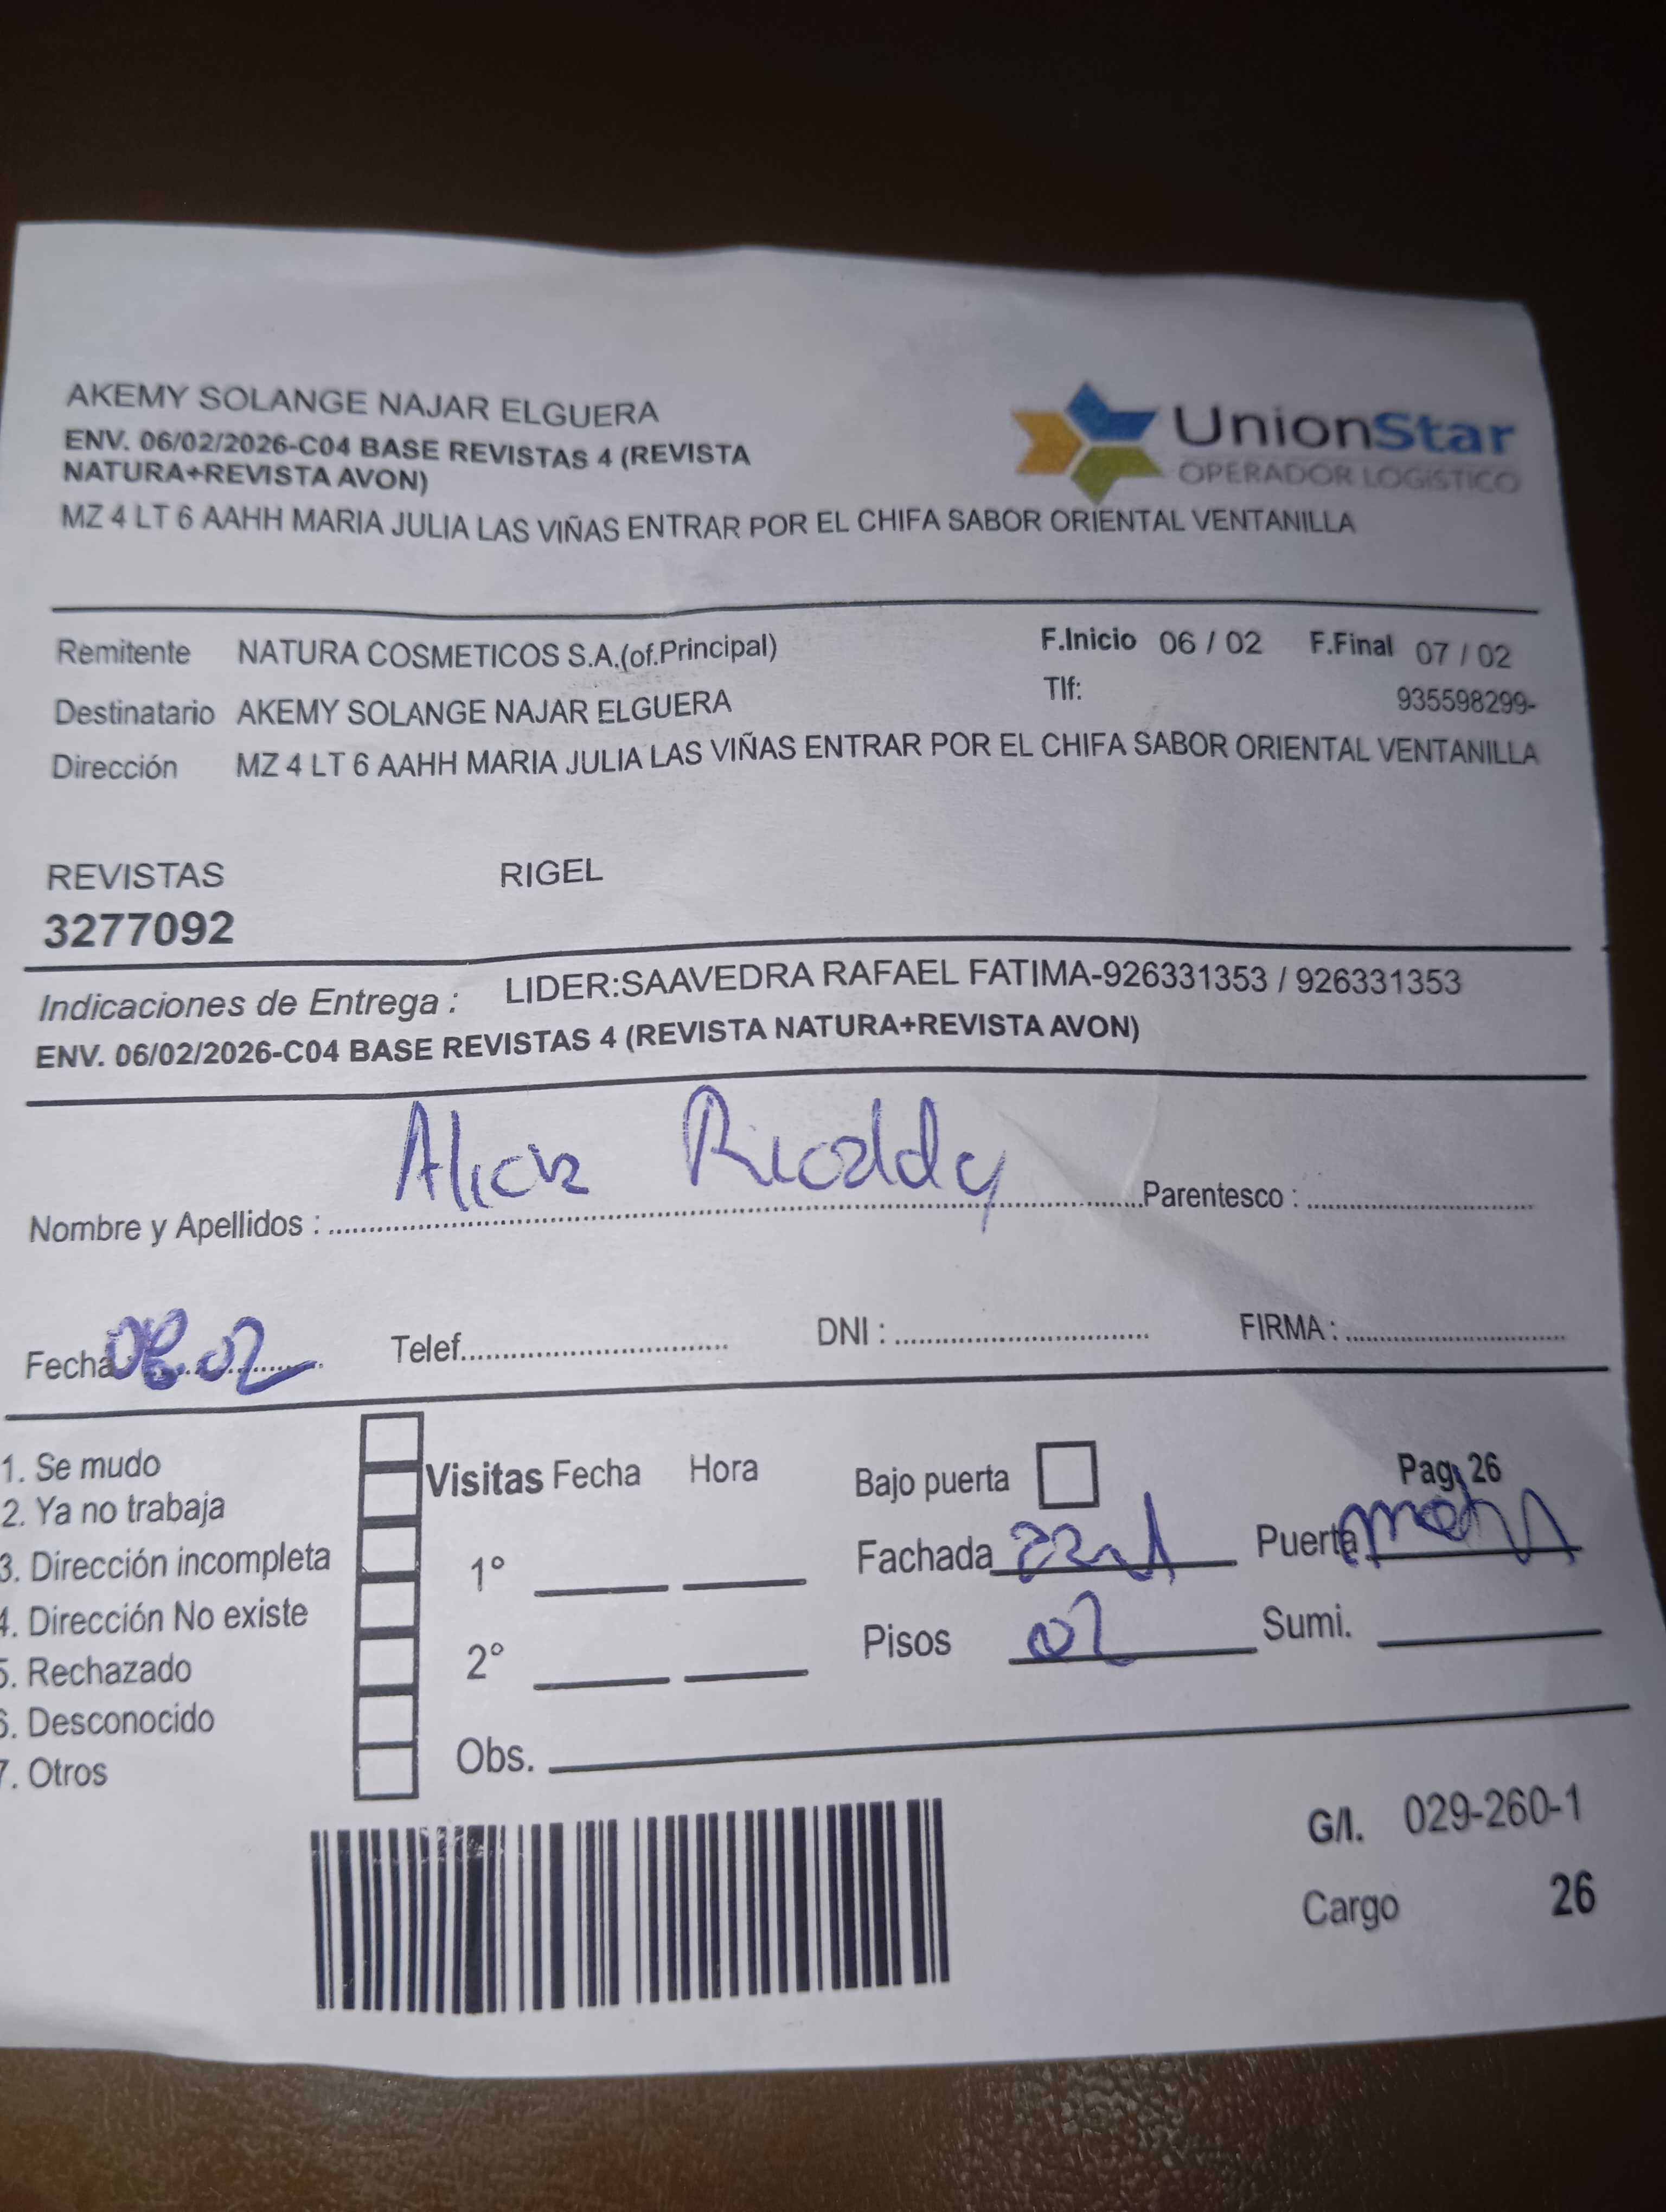 AKEMY SOLANGE NAJAR ELGUERA
ENV. 06/02/2026-C04 BASE REVISTAS 4 (REVISTA
NATURA+REVISTA AVON)
MZ 4 LT 6 AAHH MARIA JULIA LAS VIÑAS ENTRAR POR EL CHIFA SABOR ORIENTAL VENTANILLA
UnionStar
OPERADOR LOGÍSTICO
Remitente NATURA COSMETICOS S.A.(of.Principal) F.Inicio 06 / 02 F.Final 07 / 02
Destinatario AKEMY SOLANGE NAJAR ELGUERA Tlf: 935598299-
Dirección MZ 4 LT 6 AAHH MARIA JULIA LAS VIÑAS ENTRAR POR EL CHIFA SABOR ORIENTAL VENTANILLA
REVISTAS RIGEL
3277092
Indicaciones de Entrega : LIDER:SAAVEDRA RAFAEL FATIMA-926331353 / 926331353
ENV. 06/02/2026-C04 BASE REVISTAS 4 (REVISTA NATURA+REVISTA AVON)
Nombre y Apellidos : Alicia Parentesco :
Fecha 02 Telef. DNI : FIRMA :
1. Se mudo
2. Ya no trabaja
3. Dirección incompleta
4. Dirección No existe
5. Rechazado
6. Desconocido
7. Otros
Visitas Fecha Hora
1°
2°
Obs.
Bajo puerta Pag. 26
Fachada Puerta
Pisos 02 Sumi.
G/I. 029-260-1
Cargo 26